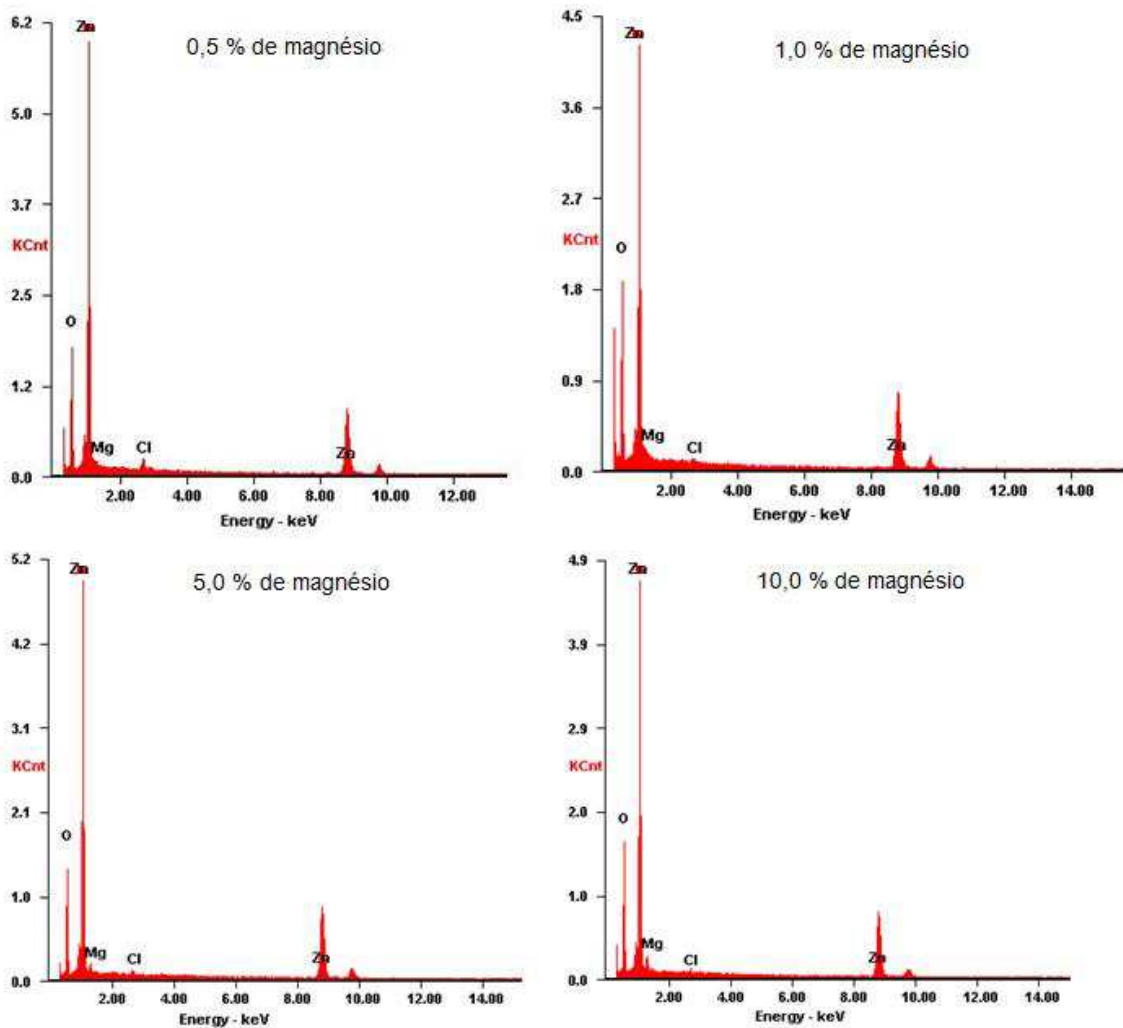 0,5 % de magnésio
6.2
5.0
3.7
KCnt
2.5
1.2
0.0
Zn
O
Mg
Cl
Zn
2.00 4.00 6.00 8.00 10.00 12.00
Energy - keV
1,0 % de magnésio
4.5
3.6
2.7
KCnt
1.8
0.9
0.0
Zn
O
Mg
Cl
Zn
2.00 4.00 6.00 8.00 10.00 12.00 14.00
Energy - keV
5,0 % de magnésio
5.2
4.2
3.1
KCnt
2.1
1.0
0.0
Zn
O
Mg
Cl
Zn
2.00 4.00 6.00 8.00 10.00 12.00 14.00
Energy - keV
10,0 % de magnésio
4.9
3.9
2.9
KCnt
2.0
1.0
0.0
Zn
O
Mg
Cl
Zn
2.00 4.00 6.00 8.00 10.00 12.00 14.00
Energy - keV